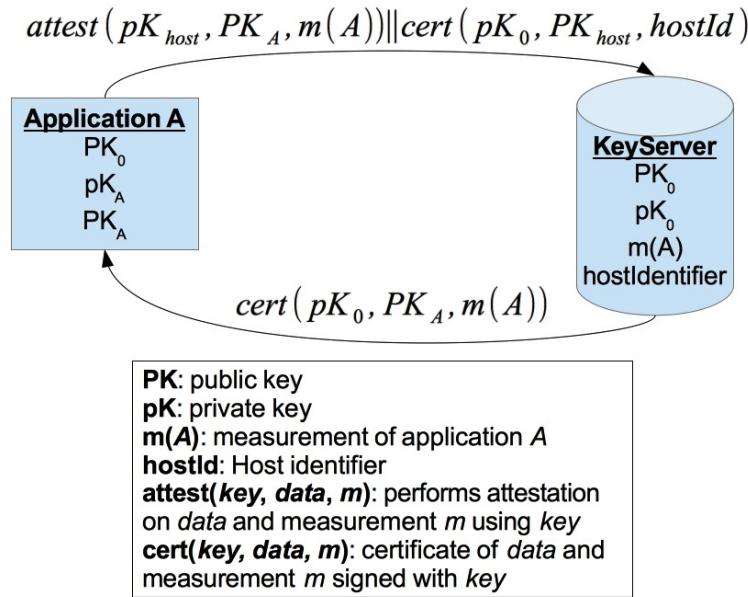 attest(pK_host, PK_A, m(A))||cert(pK_0, PK_host, hostId)
Application A
PK_0
pK_A
PK_A
KeyServer
PK_0
pK_0
m(A)
hostIdentifier
cert(pK_0, PK_A, m(A))
PK: public key
pK: private key
m(A): measurement of application A
hostId: Host identifier
attest(key, data, m): performs attestation
on data and measurement m using key
cert(key, data, m): certificate of data and
measurement m signed with key